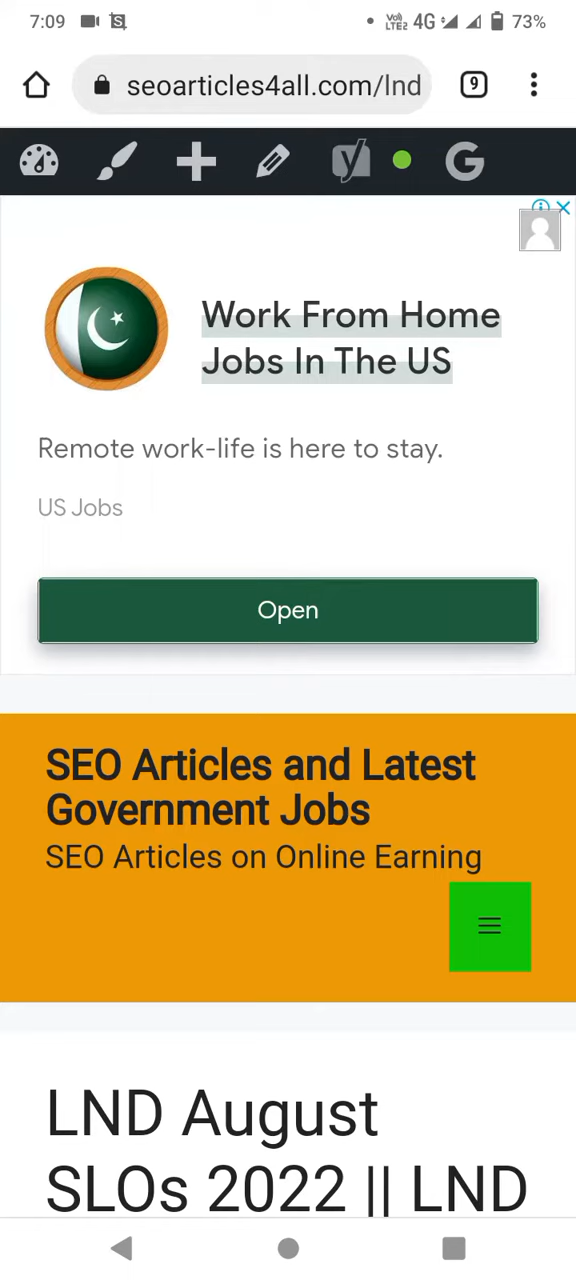 7:09
4G 73%
seoarticles4all.com/lnd
9
Work From Home
Jobs In The US
Remote work-life is here to stay.
US Jobs
Open
SEO Articles and Latest
Government Jobs
SEO Articles on Online Earning
LND August
SLOs 2022 || LND